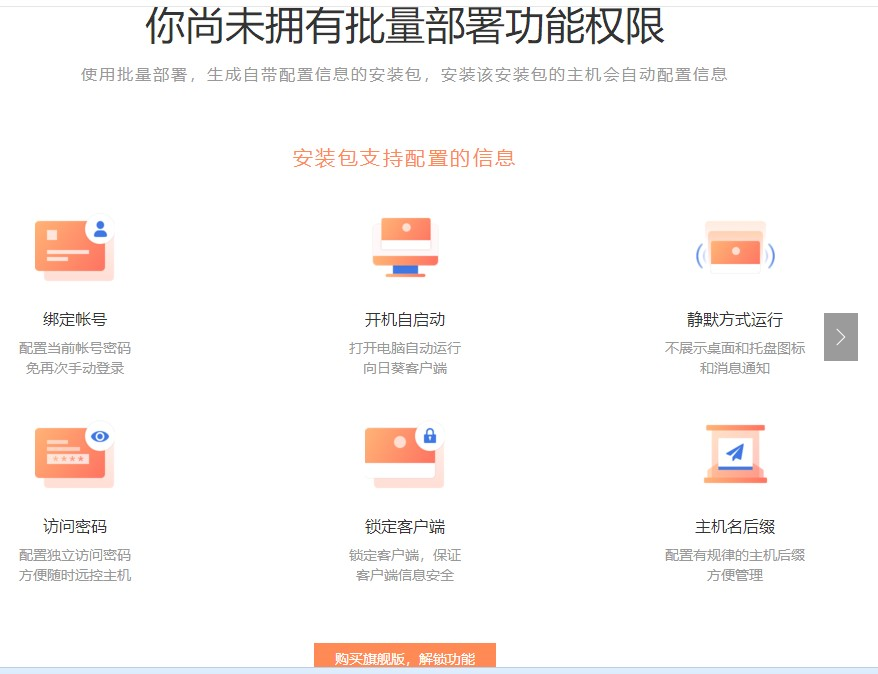 你尚未拥有批量部署功能权限
使用批量部署，生成自带配置信息的安装包，安装该安装包的主机会自动配置信息
安装包支持配置的信息
绑定帐号
配置当前帐号密码
免再次手动登录
开机自启动
打开电脑自动运行
向日葵客户端
静默方式运行
不展示桌面和托盘图标
和消息通知
访问密码
配置独立访问密码
方便随时远控主机
锁定客户端
锁定客户端，保证
客户端信息安全
主机名后缀
配置有规律的主机后缀
方便管理
购买旗舰版，解锁功能